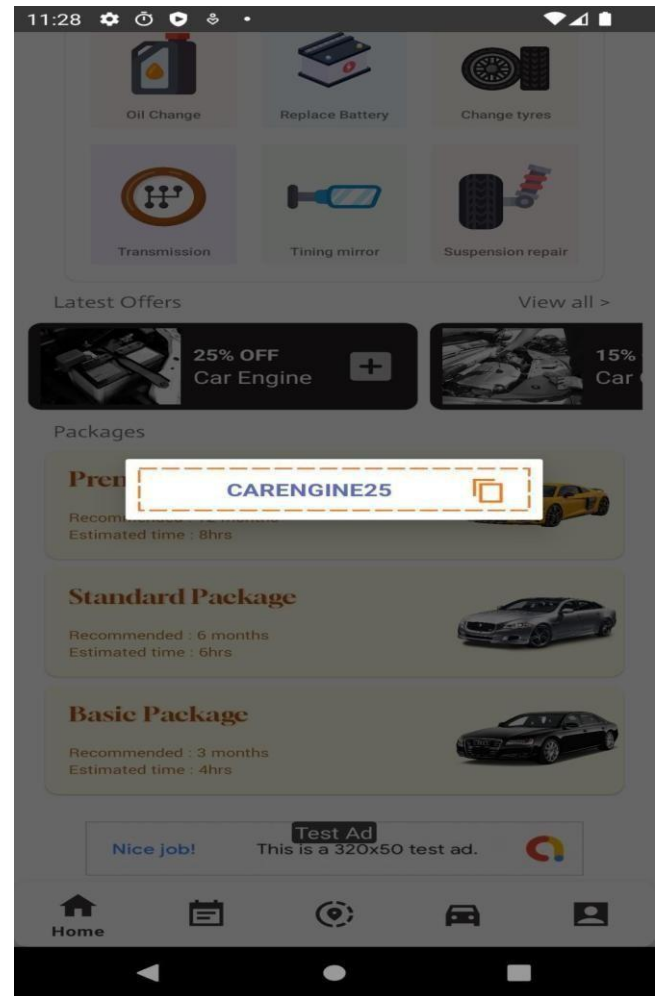 11:28
Oil Change
Replace Battery
Change tyres
Transmission
Tining mirror
Suspension repair
Latest Offers
View all >
25% OFF
Car Engine
15%
Car
Packages
CARENGINE25
Estimated time : 8hrs
Standard Package
Recommended : 6 months
Estimated time : 6hrs
Basic Package
Recommended : 3 months
Estimated time : 4hrs
Test Ad
Nice job!
This is a 320x50 test ad.
Home